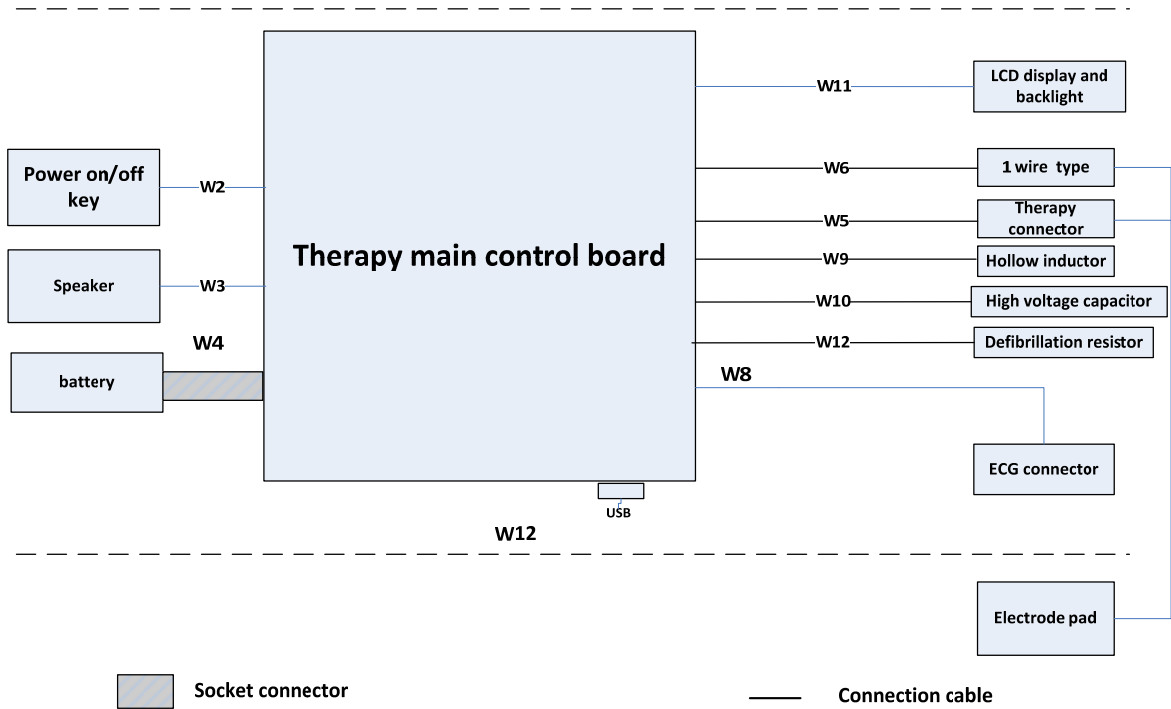 W11
LCD display and
backlight
Power on/off
key
W2
W6
1 wire type
W5
Therapy
connector
Therapy main control board
W9
Hollow inductor
Speaker
W3
W10
High voltage capacitor
W4
W12
Defibrillation resistor
battery
W8
ECG connector
USB
W12
Electrode pad
Socket connector
Connection cable